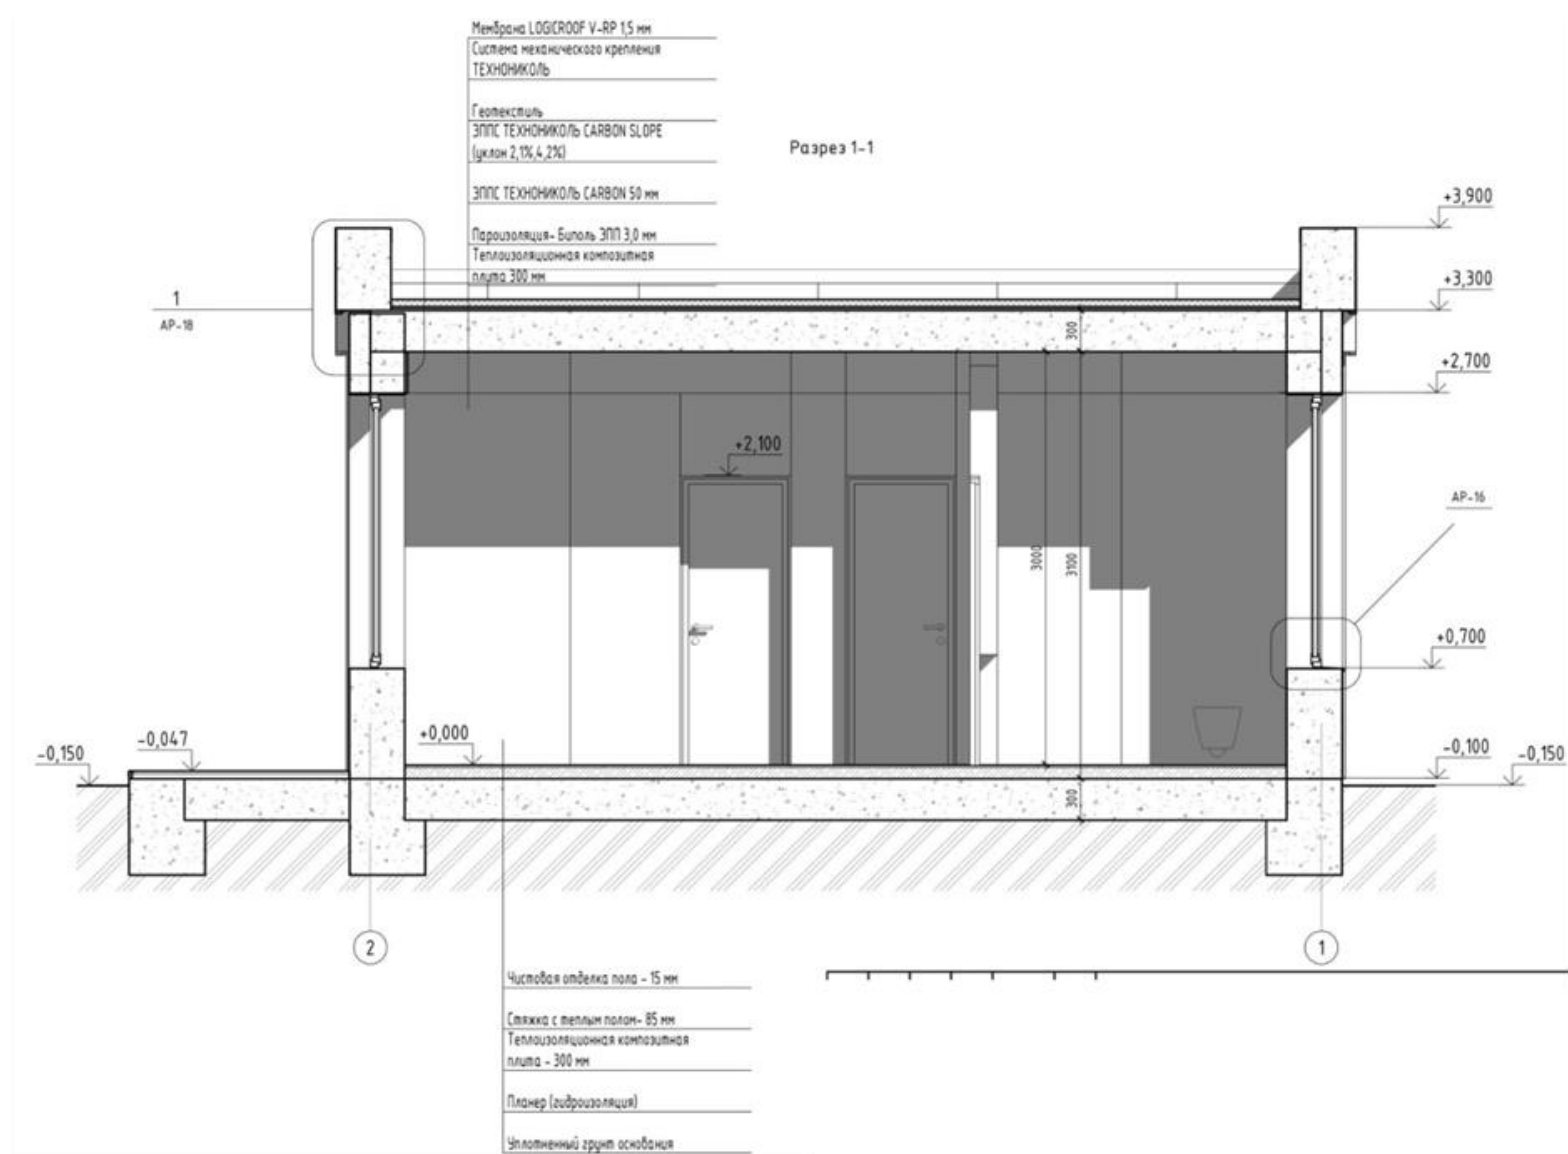 Мембрана LOGICROOF V-RP 1,5 мм
Система механического крепления
ТЕХНОНИКОЛЬ
Геотекстиль
ЭППС ТЕХНОНИКОЛЬ CARBON SLOPE
(уклон 2,1%,4,2%)
ЭППС ТЕХНОНИКОЛЬ CARBON 50 мм
Пароизоляция- Биполь ЭПП 3,0 мм
Теплоизоляционная композитная
плита 300 мм
Разрез 1-1
+3,900
+3,300
+2,700
1
АР-18
300
+2,100
АР-16
3000
3100
+0,700
+0,000
-0,047
-0,150
-0,100
-0,150
300
2
1
Чистовая отделка пола - 15 мм
Стяжка с теплым полом- 85 мм
Теплоизоляционная композитная
плита - 300 мм
Планер (гидроизоляция)
Уплотненный грунт основания